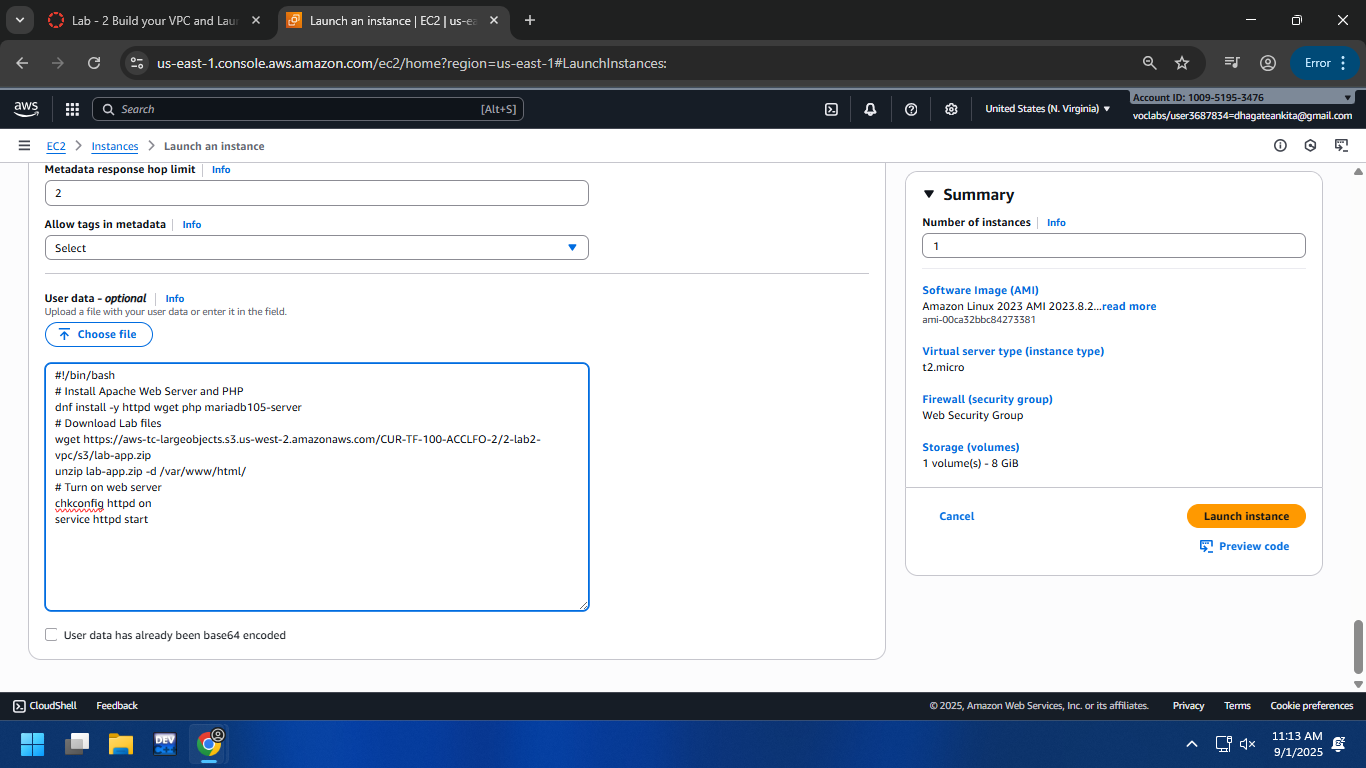 Lab - 2 Build your VPC and Lau
Launch an instance | EC2 | us-ea
us-east-1.console.aws.amazon.com/ec2/home?region=us-east-1#LaunchInstances:
Error
aws
Search
[Alt+S]
United States (N. Virginia)
Account ID: 1009-5195-3476
voclabs/user3687834=dhagateankita@gmail.com
EC2
Instances
Launch an instance
Metadata response hop limit
Info
2
Allow tags in metadata
Info
Select
User data - optional
Info
Upload a file with your user data or enter it in the field.
Choose file
#!/bin/bash
# Install Apache Web Server and PHP
dnf install -y httpd wget php mariadb105-server
# Download Lab files
wget https://aws-tc-largeobjects.s3.us-west-2.amazonaws.com/CUR-TF-100-ACCLFO-2/2-lab2-
vpc/s3/lab-app.zip
unzip lab-app.zip -d /var/www/html/
# Turn on web server
chkconfig httpd on
service httpd start
User data has already been base64 encoded
Summary
Number of instances
Info
1
Software Image (AMI)
Amazon Linux 2023 AMI 2023.8.2...read more
ami-00ca32bbc84273381
Virtual server type (instance type)
t2.micro
Firewall (security group)
Web Security Group
Storage (volumes)
1 volume(s) - 8 GiB
Cancel
Launch instance
Preview code
CloudShell
Feedback
© 2025, Amazon Web Services, Inc. or its affiliates.
Privacy
Terms
Cookie preferences
DEV
11:13 AM
9/1/2025